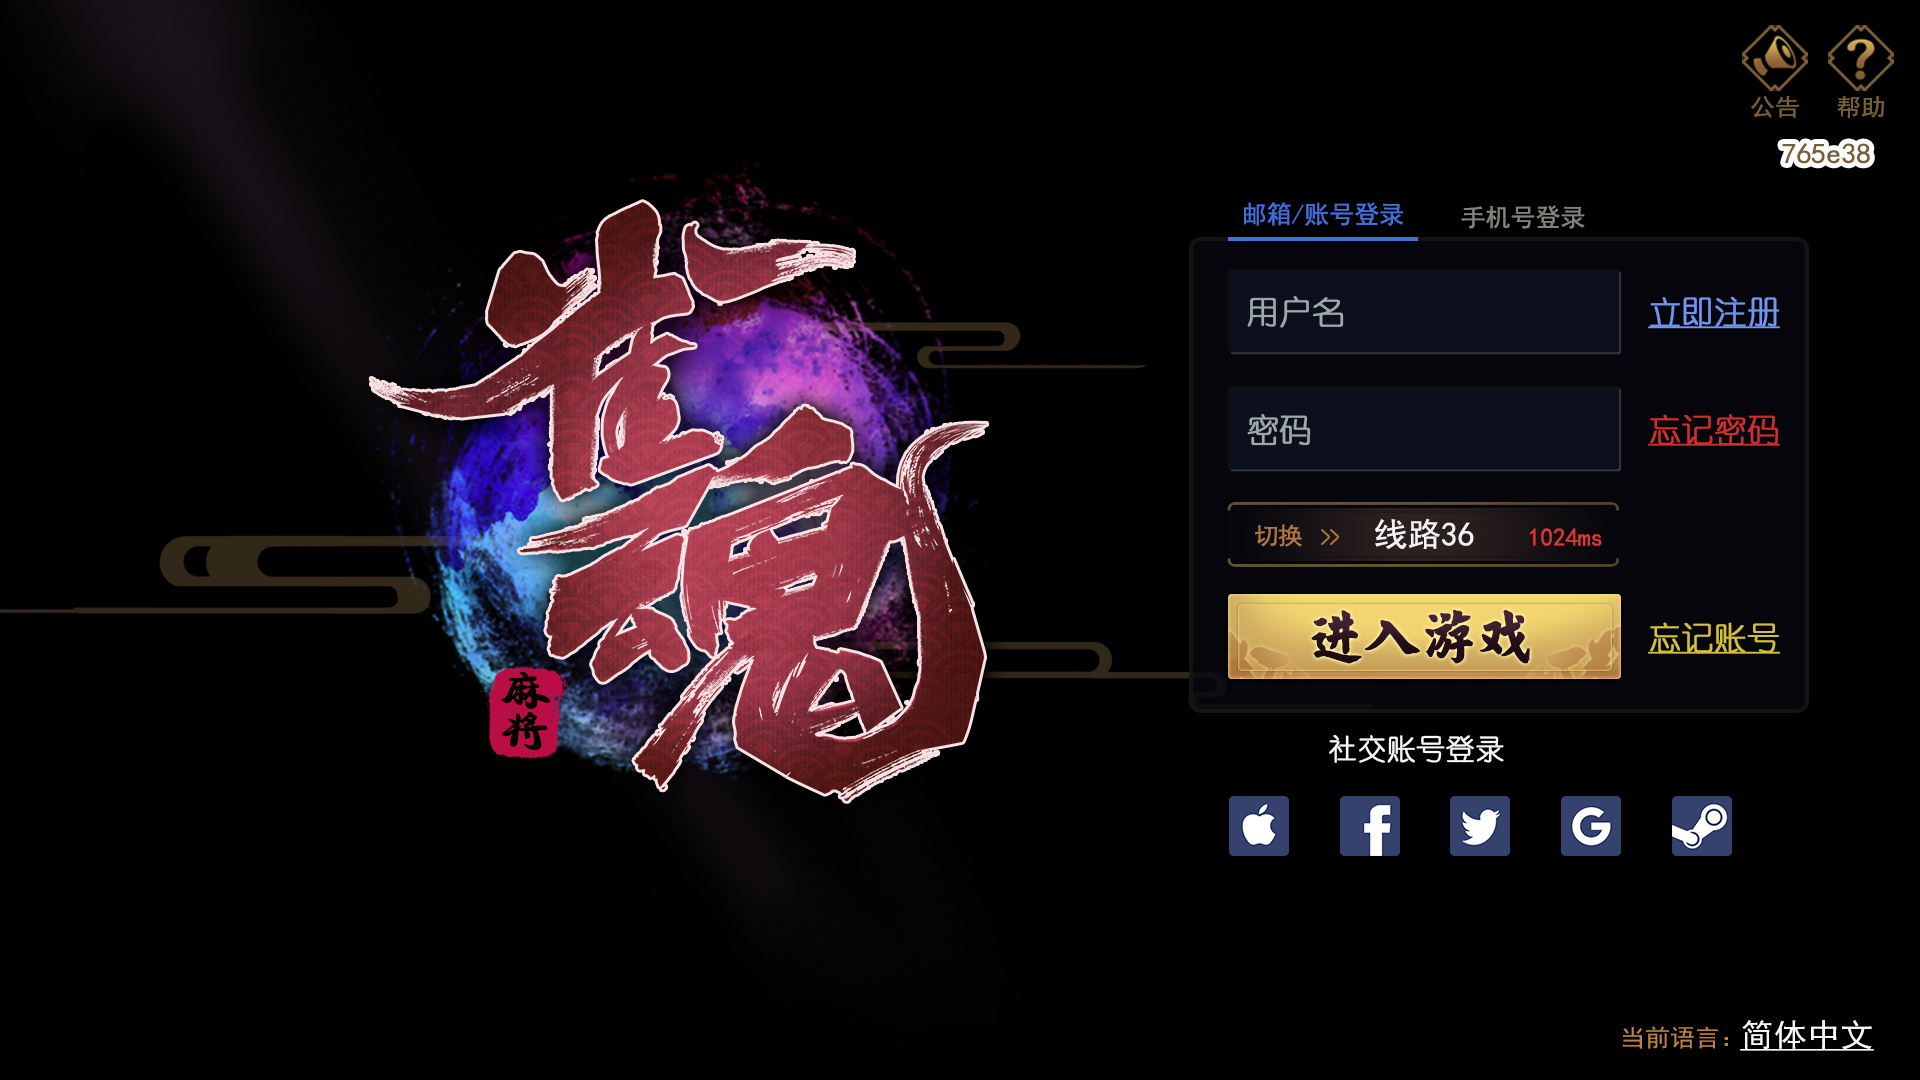 公告
帮助
765e38
雀魂
麻将
邮箱/账号登录
手机号登录
用户名
立即注册
密码
忘记密码
切换 >> 线路36 1024ms
进入游戏
忘记账号
社交账号登录
当前语言：简体中文